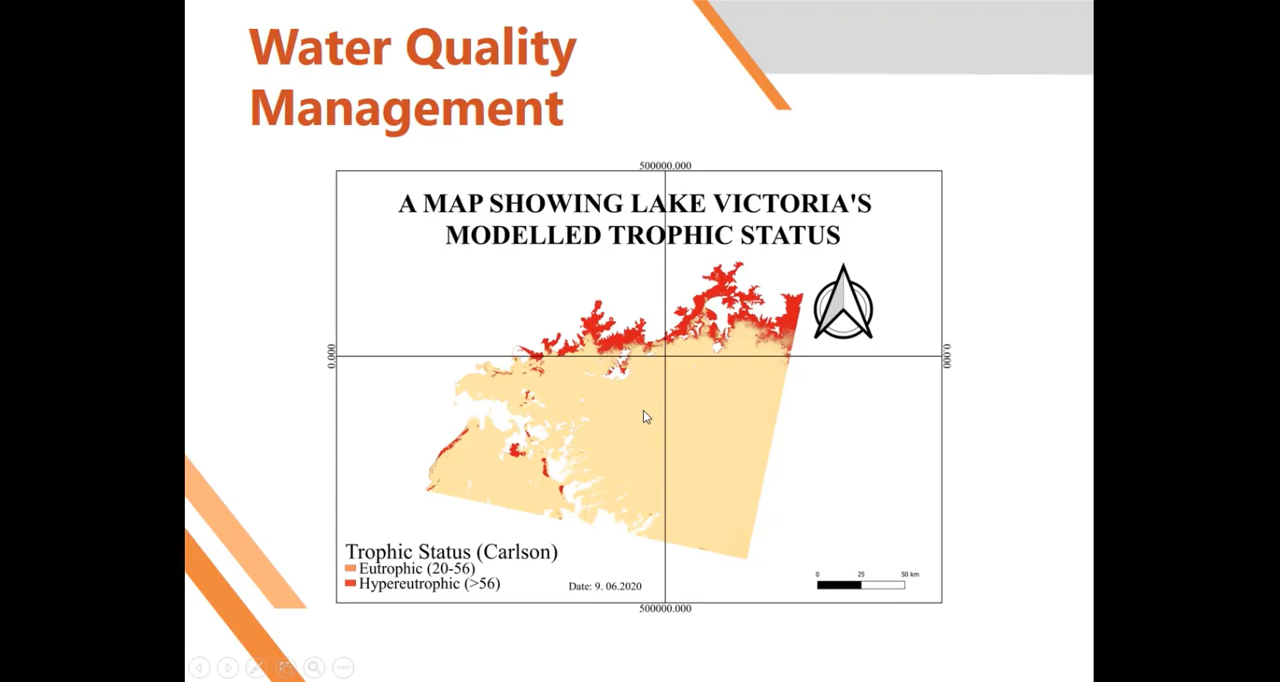 Water Quality
Management
500000.000
A MAP SHOWING LAKE VICTORIA'S
MODELLED TROPHIC STATUS
0.000
0.000
Trophic Status (Carlson)
Eutrophic (20-56)
Hypereutrophic (>56)
Date: 9. 06.2020
0 25 50 km
500000.000